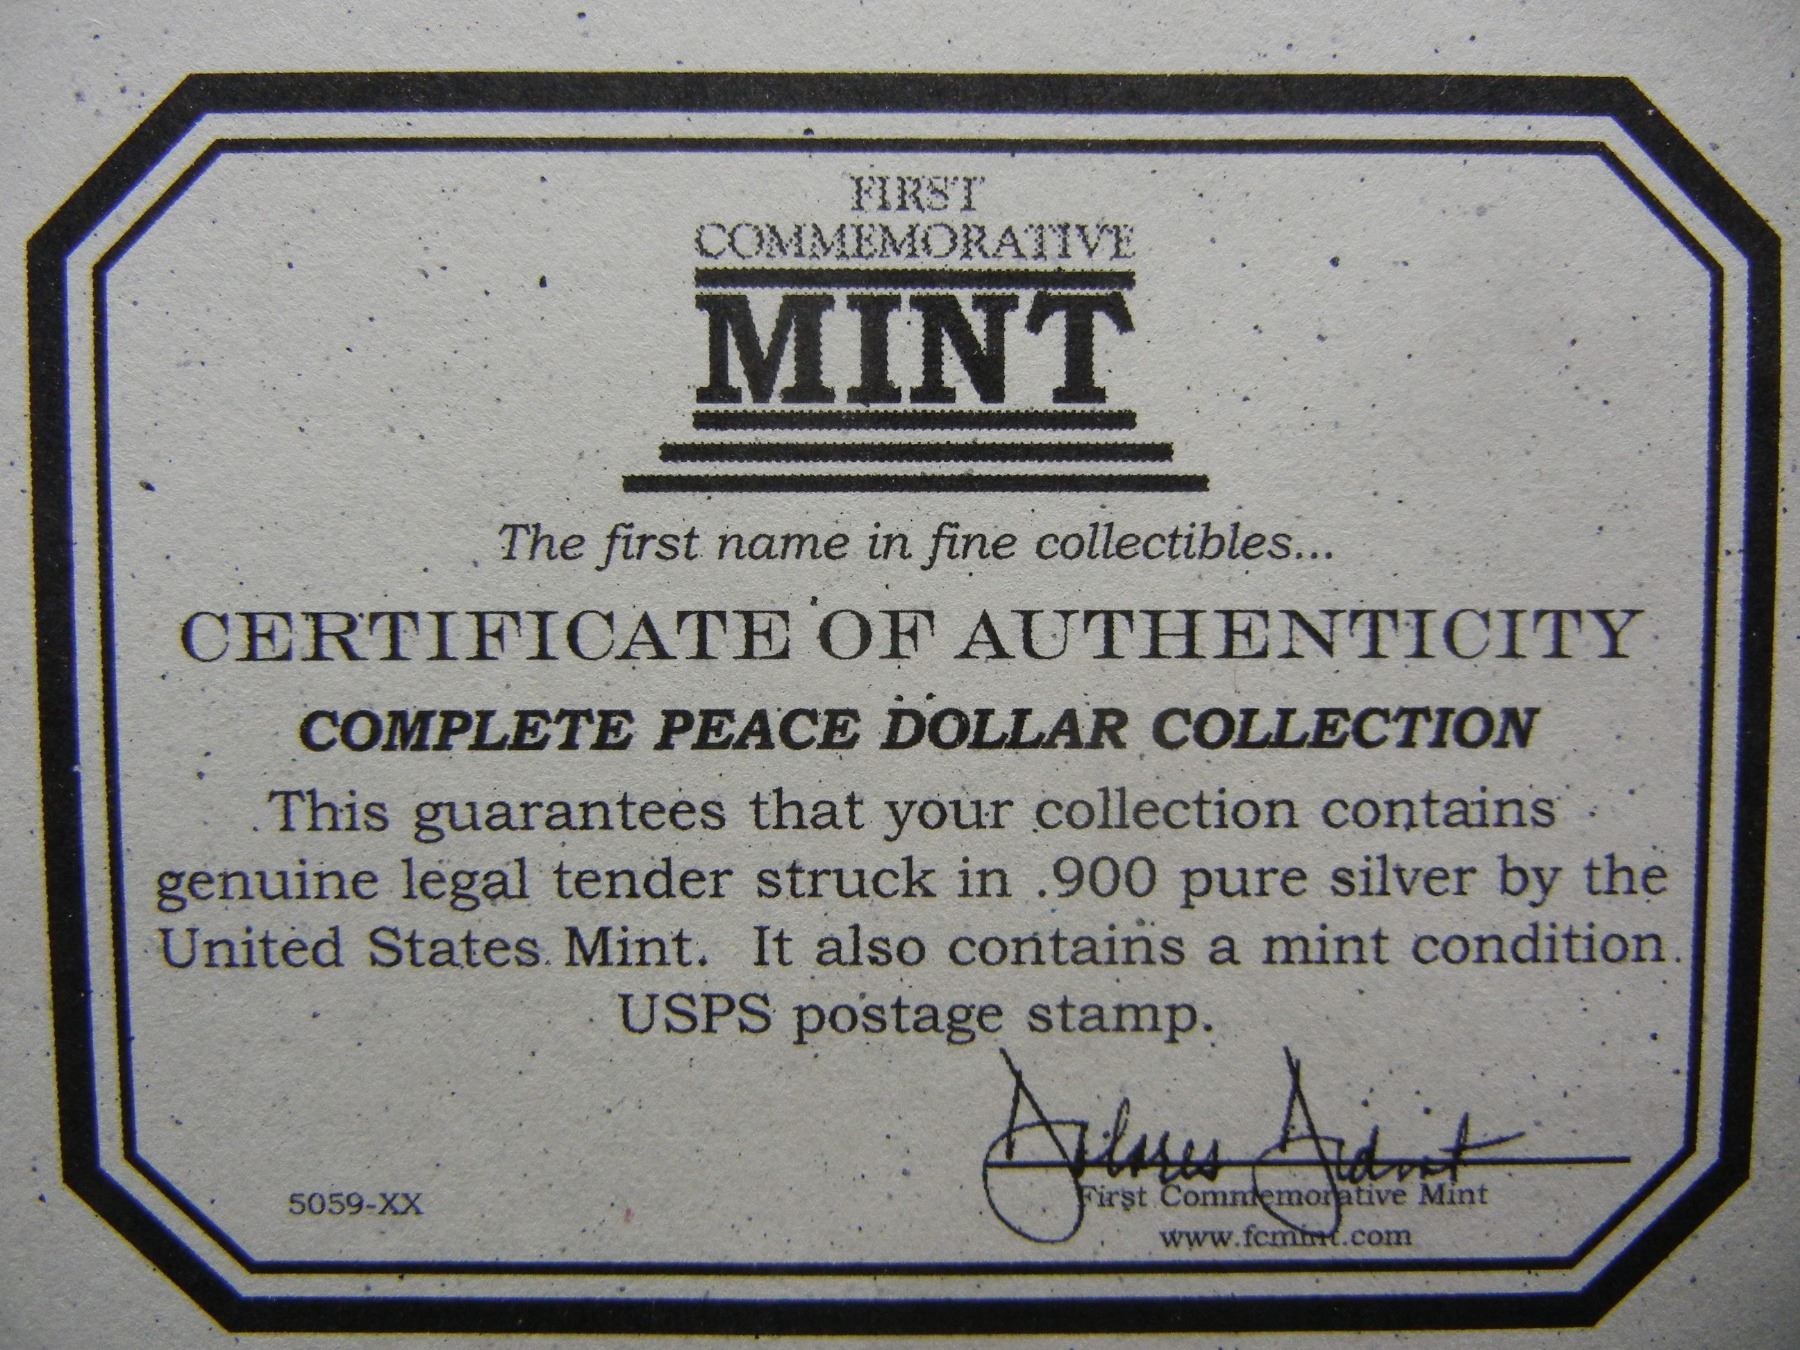 FIRST
COMMEMORATIVE
MINT
The first name in fine collectibles...
CERTIFICATE OF AUTHENTICITY
COMPLETE PEACE DOLLAR COLLECTION
This guarantees that your collection contains
genuine legal tender struck in .900 pure silver by the
United States Mint. It also contains a mint condition
USPS postage stamp.
Dolores
5059-XX First Commemorative Mint
www.fcmint.com